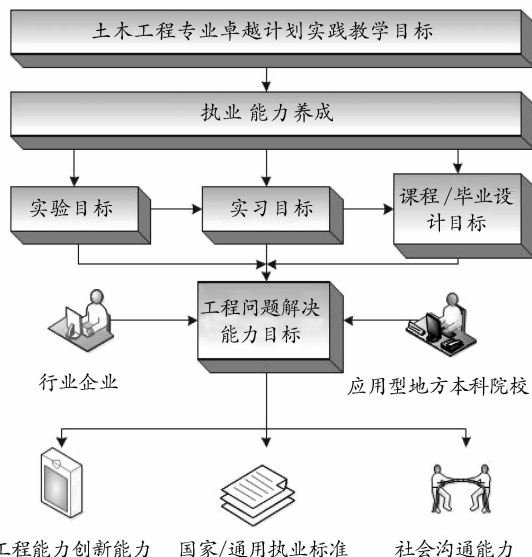 土木工程专业卓越计划实践教学目标
执业能力养成
实验目标
实习目标
课程/毕业设
计目标
工程问题解决
能力目标
行业企业
应用型地方本科院校
工程能力创新能力
国家/通用执业标准
社会沟通能力